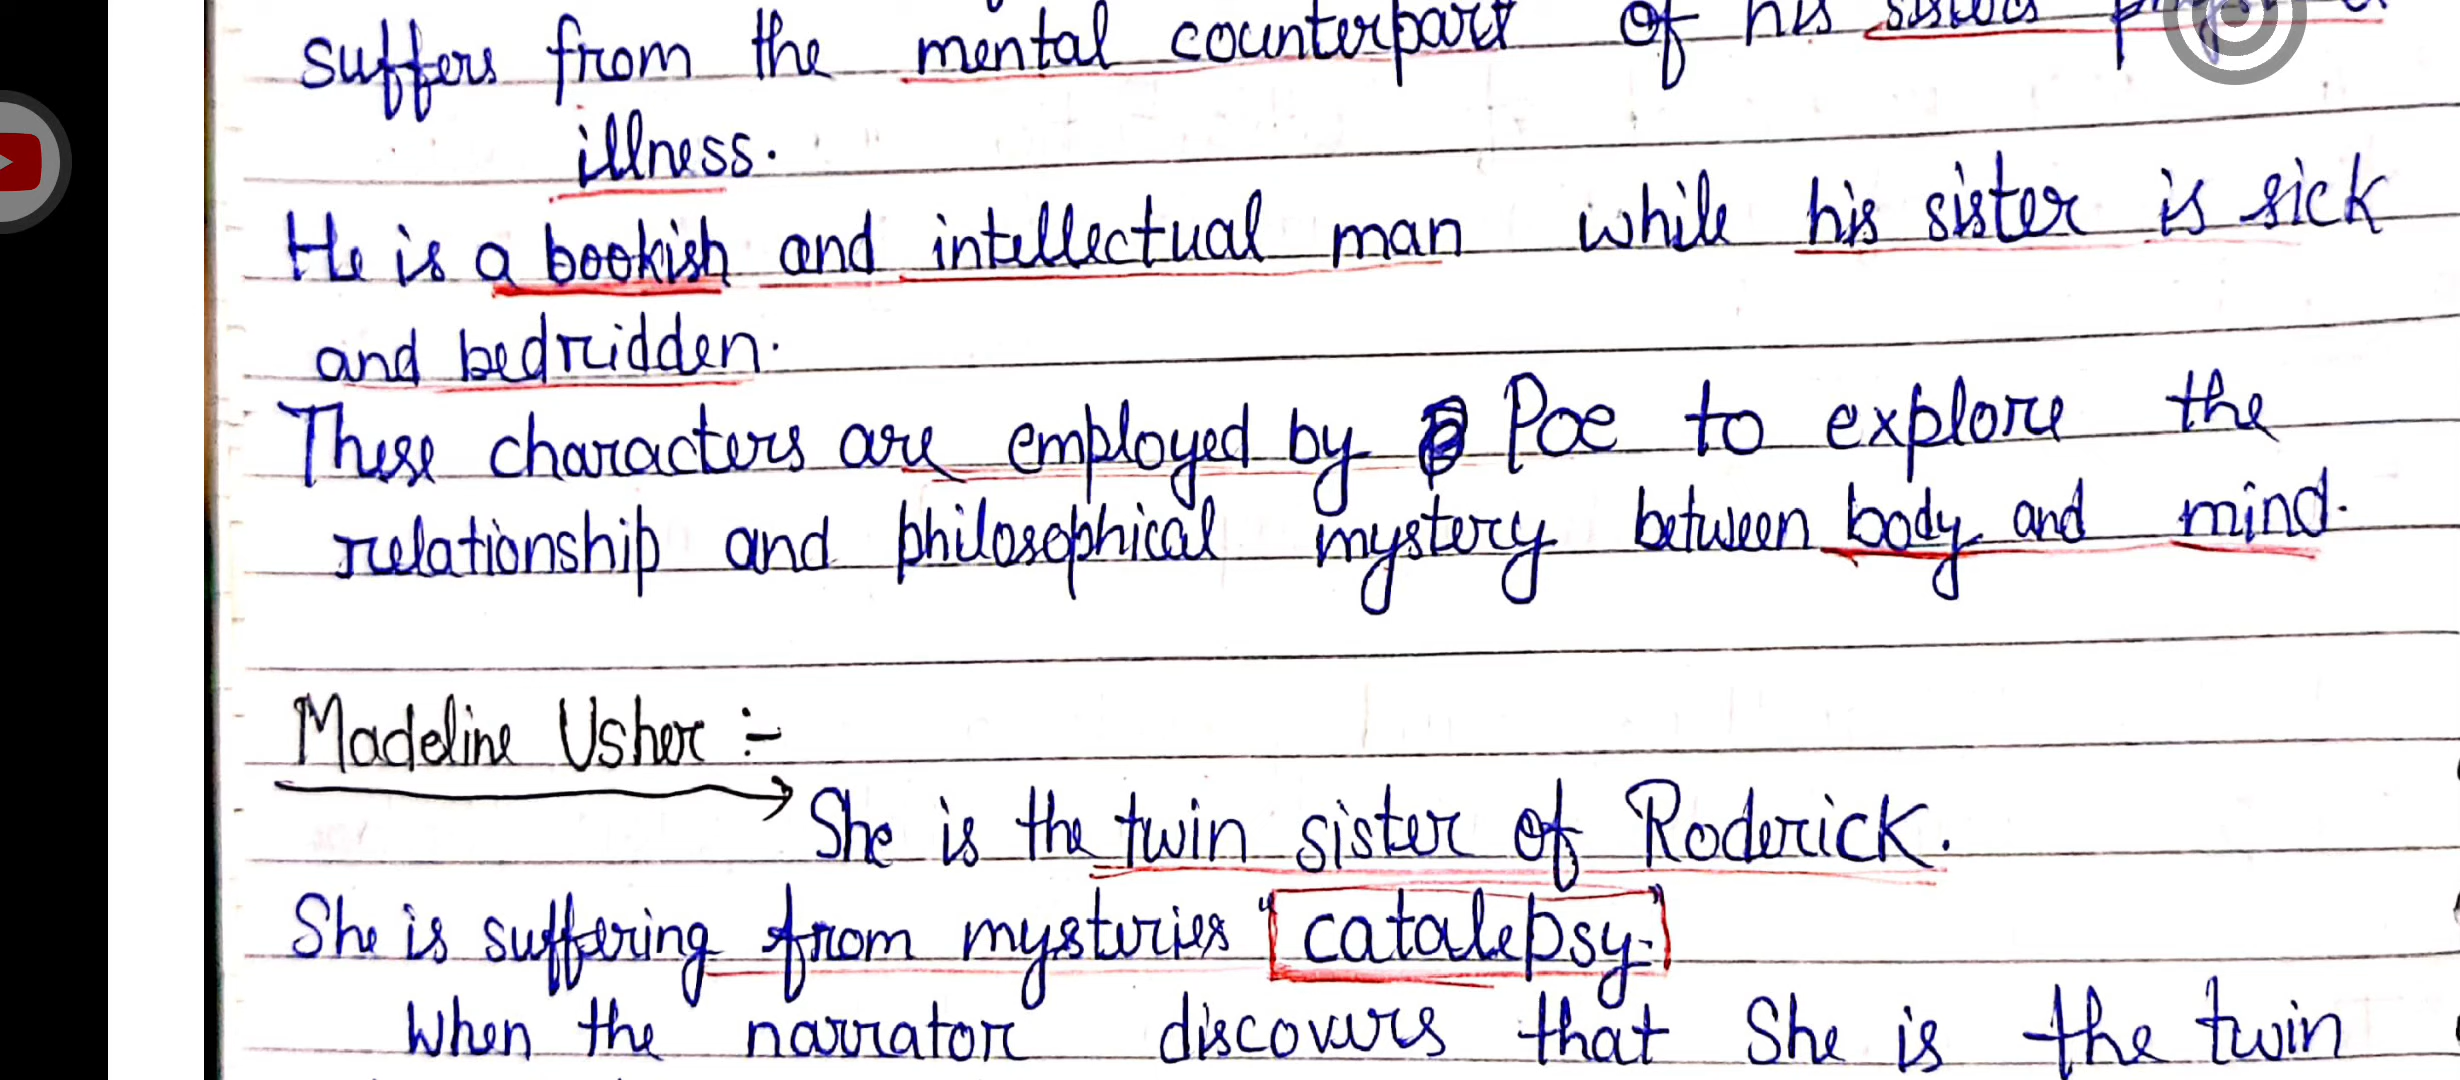 suffers from the mental counterpart of his sister's
illness.
He is a bookish and intellectual man while his sister is sick
and bedridden.
These characters are employed by Poe to explore the
relationship and philosophical mystery between body and mind.
Madeline Usher :-
She is the twin sister of Roderick.
She is suffering from mysteries "catalepsy."
When the narrator discovers that She is the twin